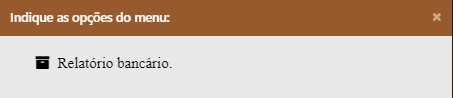 Indique as opções do menu:
Relatório bancário.